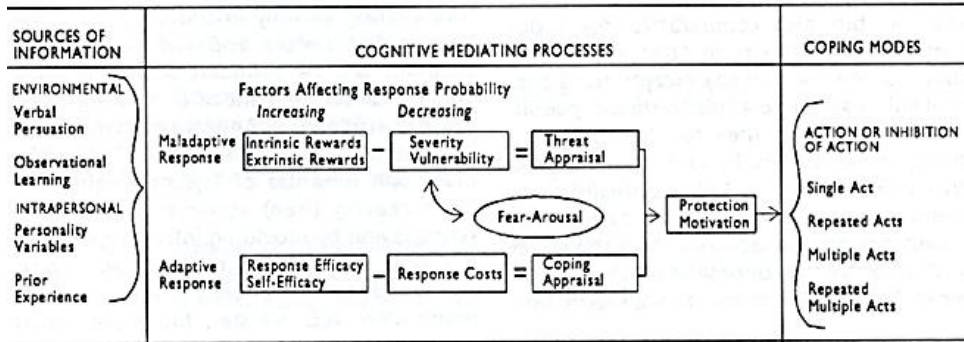 SOURCES OF
INFORMATION
COGNITIVE MEDIATING PROCESSES
COPING MODES
ENVIRONMENTAL
Verbal
Persuasion
Observational
Learning
INTRAPERSONAL
Personality
Variables
Prior
Experience
Factors Affecting Response Probability
Increasing Decreasing
Maladaptive
Response
Intrinsic Rewards
Extrinsic Rewards
–
Severity
Vulnerability
=
Threat
Appraisal
Fear-Arousal
Adaptive
Response
Response Efficacy
Self-Efficacy
–
Response Costs
=
Coping
Appraisal
Protection
Motivation
ACTION OR INHIBITION
OF ACTION
Single Act
Repeated Acts
Multiple Acts
Repeated
Multiple Acts